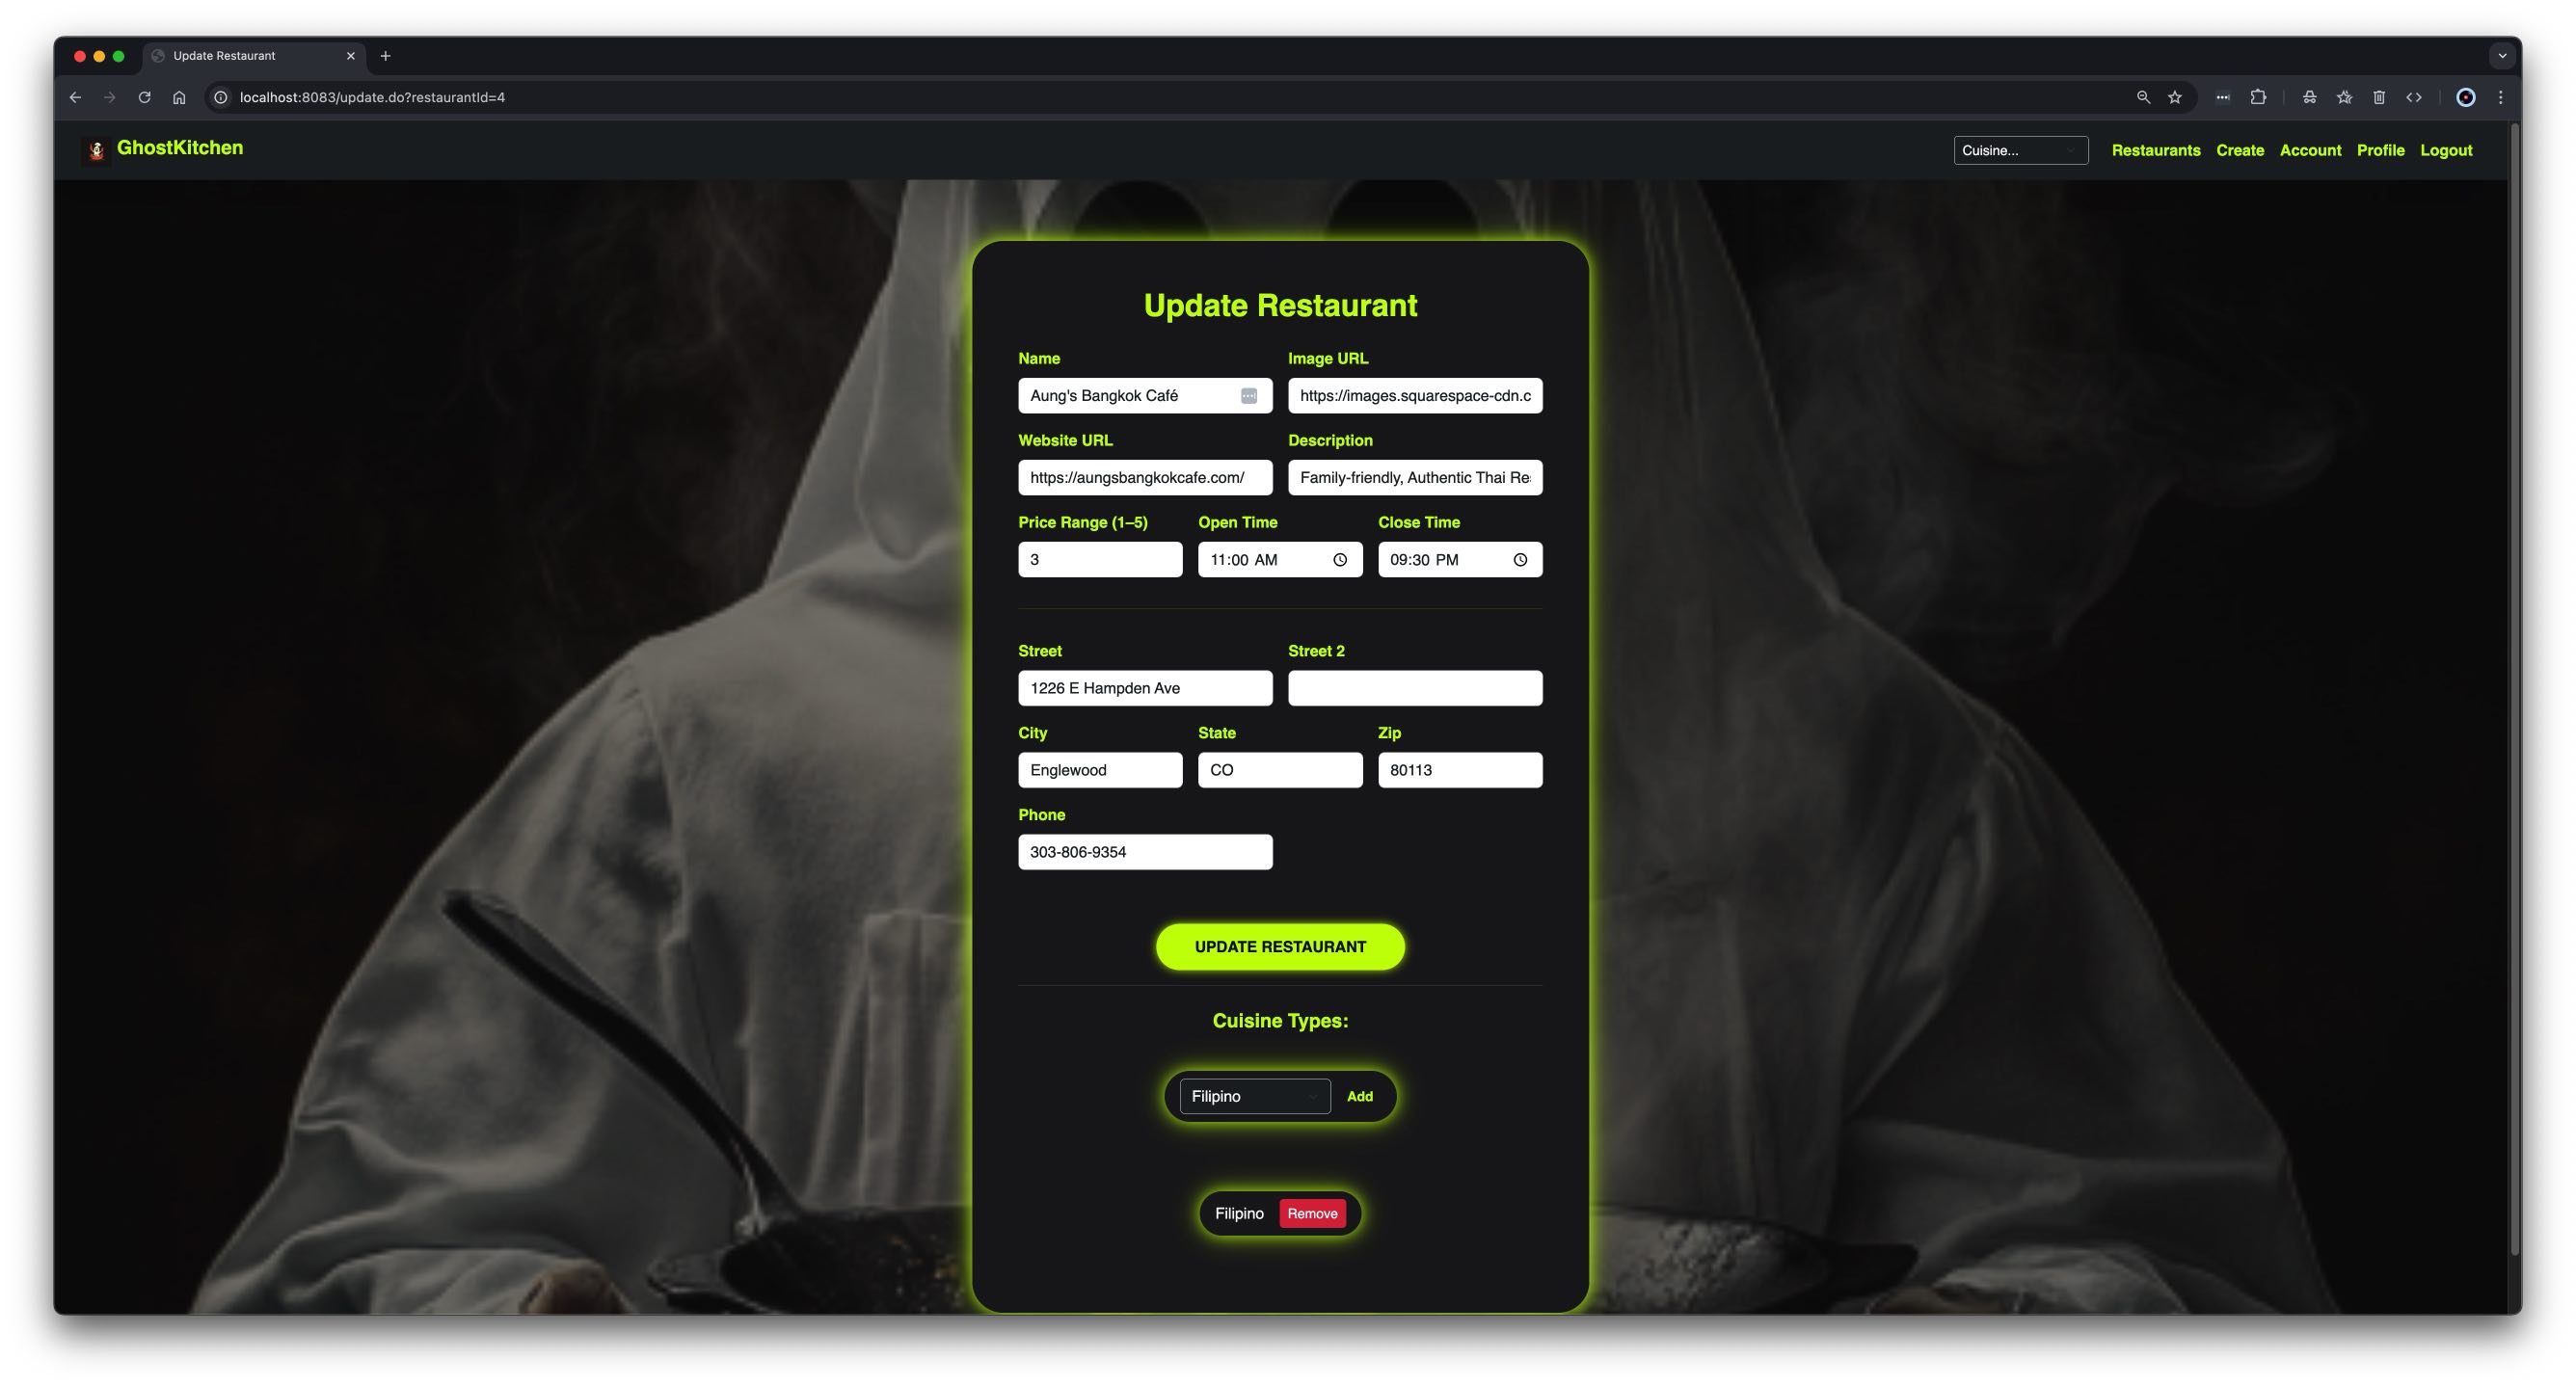 Update Restaurant
localhost:8083/update.do?restaurantId=4
GhostKitchen
Cuisine...
Restaurants
Create
Account
Profile
Logout
Update Restaurant
Name
Image URL
Aung's Bangkok Café
https://images.squarespace-cdn.c
Website URL
Description
https://aungsbangkokcafe.com/
Family-friendly, Authentic Thai Re
Price Range (1–5)
Open Time
Close Time
3
11:00 AM
09:30 PM
Street
Street 2
1226 E Hampden Ave
City
State
Zip
Englewood
CO
80113
Phone
303-806-9354
UPDATE RESTAURANT
Cuisine Types:
Filipino
Add
Filipino
Remove